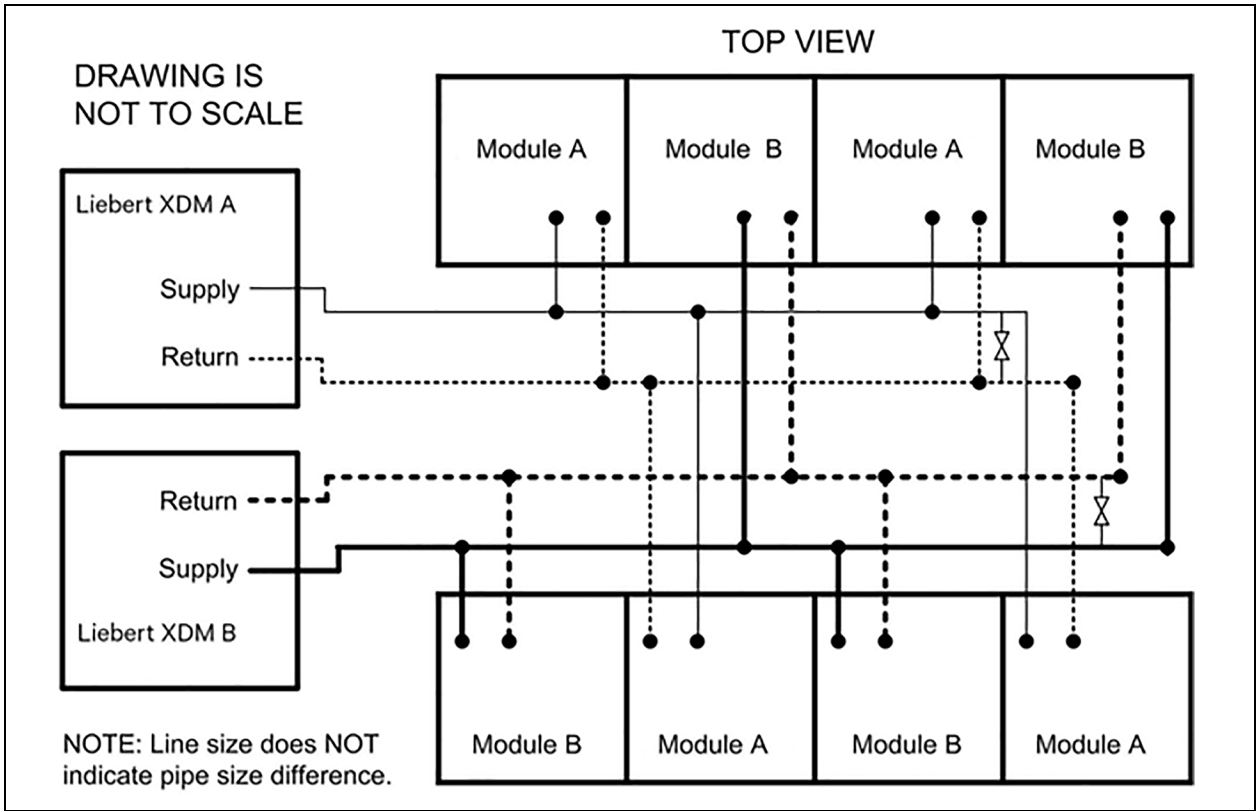 TOP VIEW
DRAWING IS
NOT TO SCALE
Module A
Module B
Module A
Module B
Liebert XDM A
Supply
Return
Return
Supply
Liebert XDM B
Module B
Module A
Module B
Module A
NOTE: Line size does NOT
indicate pipe size difference.